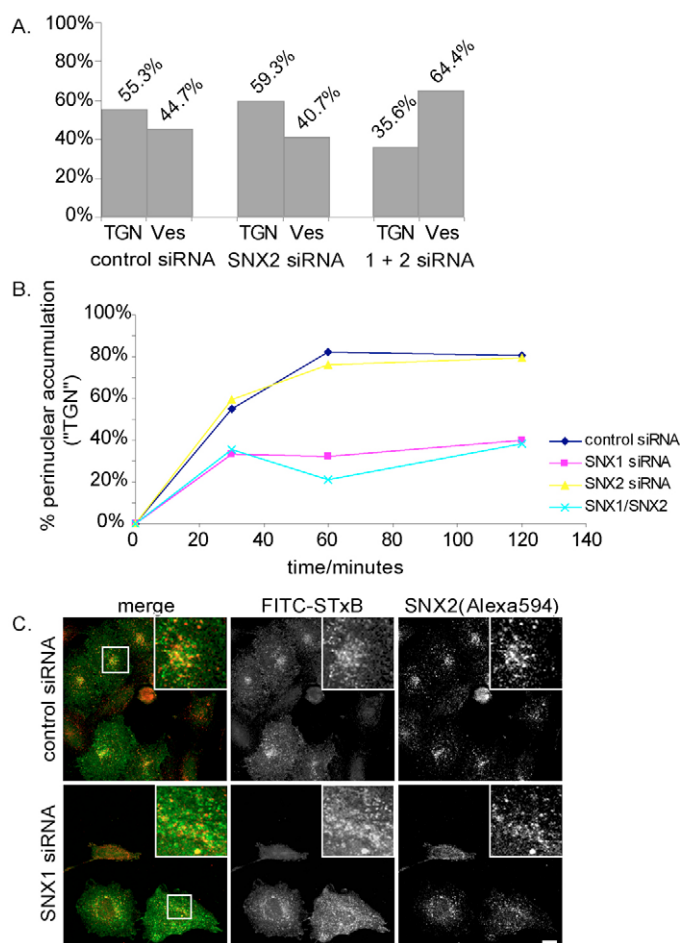 A.
100%
80%
60%
40%
20%
0%
55.3%
44.7%
59.3%
40.7%
35.6%
64.4%
TGN Ves TGN Ves TGN Ves
control siRNA SNX2 siRNA 1 + 2 siRNA
B.
% perinuclear accumulation
("TGN")
100%
80%
60%
40%
20%
0%
0 20 40 60 80 100 120 140
time/minutes
control siRNA
SNX1 siRNA
SNX2 siRNA
SNX1/SNX2
C.
merge FITC-STxB SNX2(Alexa594)
control siRNA
SNX1 siRNA